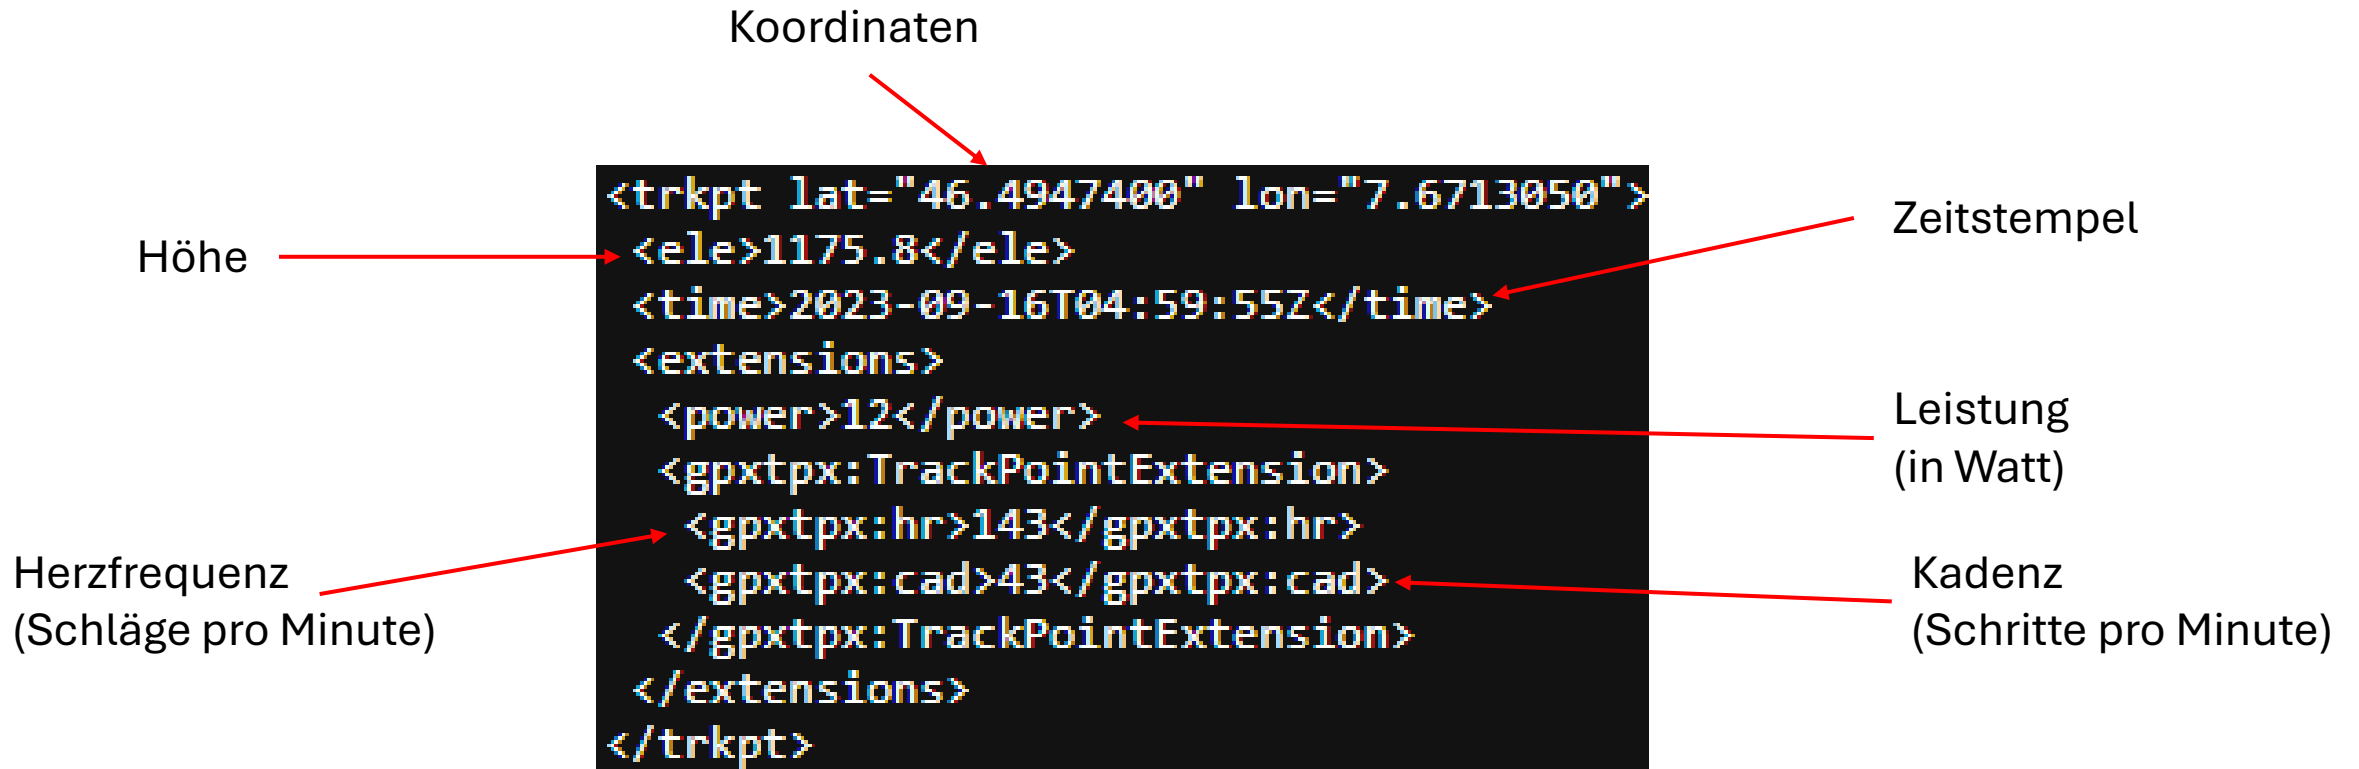 Koordinaten
<trkpt lat="46.4947400" lon="7.6713050">
Zeitstempel
Höhe
<ele>1175.8</ele>
<time>2023-09-16T04:59:55Z</time>
<extensions>
<power>12</power>
Leistung
(in Watt)
<gpxtpx:TrackPointExtension>
<gpxtpx:hr>143</gpxtpx:hr>
Herzfrequenz
(Schläge pro Minute)
<gpxtpx:cad>43</gpxtpx:cad>
Kadenz
(Schritte pro Minute)
</gpxtpx:TrackPointExtension>
</extensions>
</trkpt>